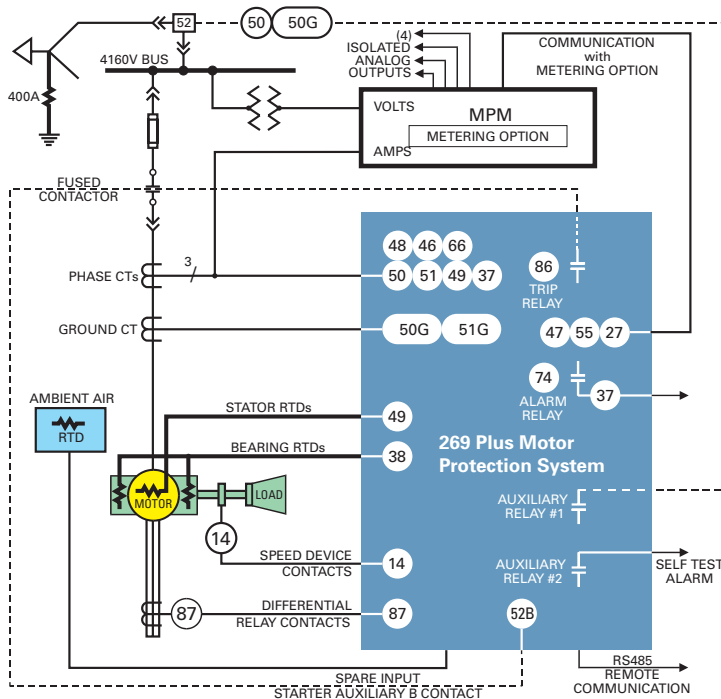 52
50
50G
(4)
ISOLATED
ANALOG
OUTPUTS
COMMUNICATION
with
METERING OPTION
4160V BUS
400A
VOLTS
MPM
METERING OPTION
AMPS
FUSED
CONTACTOR
48 46 66
50 51 49 37
86
TRIP
RELAY
3
PHASE CTs
47 55 27
GROUND CT
50G 51G
74
ALARM
RELAY
37
AMBIENT AIR
RTD
STATOR RTDs
49
BEARING RTDs
38
269 Plus Motor
Protection System
MOTOR
LOAD
AUXILIARY
RELAY #1
14
SPEED DEVICE
CONTACTS
14
AUXILIARY
RELAY #2
SELF TEST
ALARM
87
DIFFERENTIAL
RELAY CONTACTS
87
52B
SPARE INPUT
STARTER AUXILIARY B CONTACT
RS485
REMOTE
COMMUNICATION